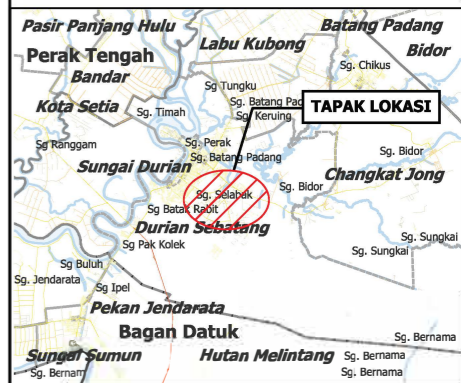 Pasir Panjang Hulu
Batang Padang
Labu Kubong
Bidor
Perak Tengah
Sg. Chikus
Bandar
Sg Tungku
Kota Setia
Sg. Timah
Sg. Batang Pad
TAPAK LOKASI
Sg Keruing
Sg Ranggam
Sg. Perak
Sg. Batang Padang
Sg. Bidor
Sungai Durian
Changkat Jong
Sg. Selabak
Sg. Bidor
Sg Batak Rabit
Durian Sebatang
Sg. Sungkai
Sg Pak Kolek
Sg. Sungkai
Sg Buluh
Sg. Jendarata
Sg Ipel
Pekan Jendarata
Bagan Datuk
Sg. Bernama
Sungai Sumun
Hutan Melintang
Sg. Bernama
Sg. Bernam
Sg. Bernama